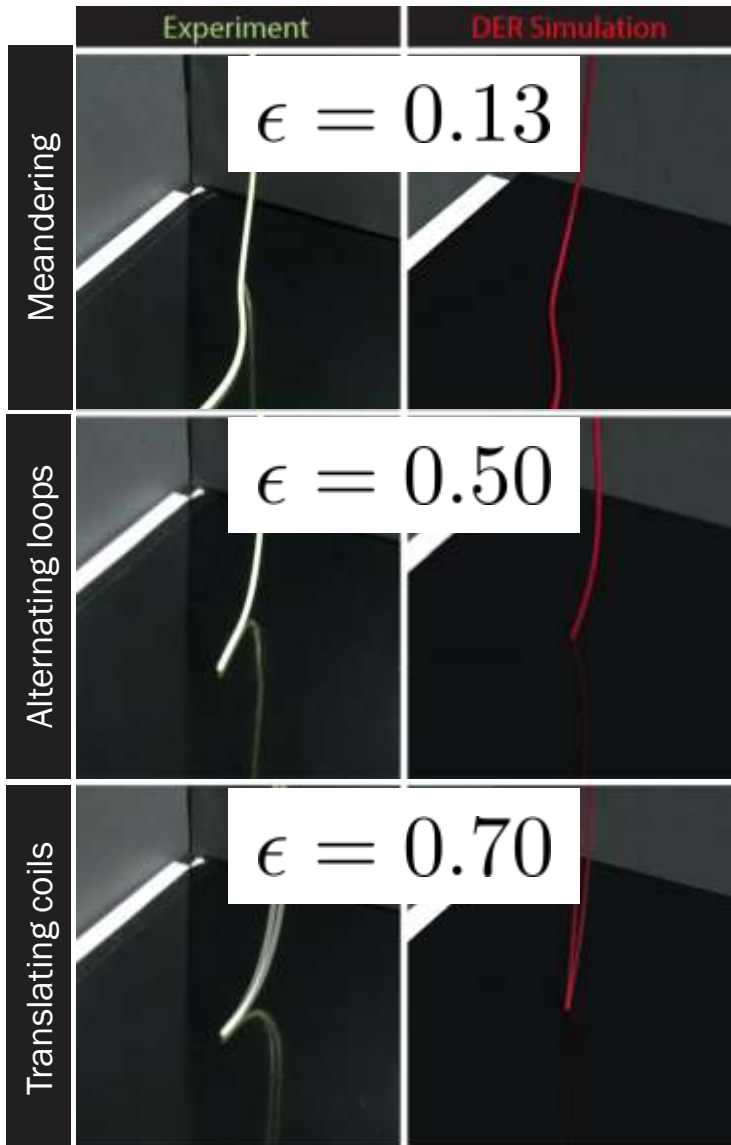 Experiment
DER Simulation
Meandering
ϵ = 0.13
Alternating loops
ϵ = 0.50
Translating coils
ϵ = 0.70